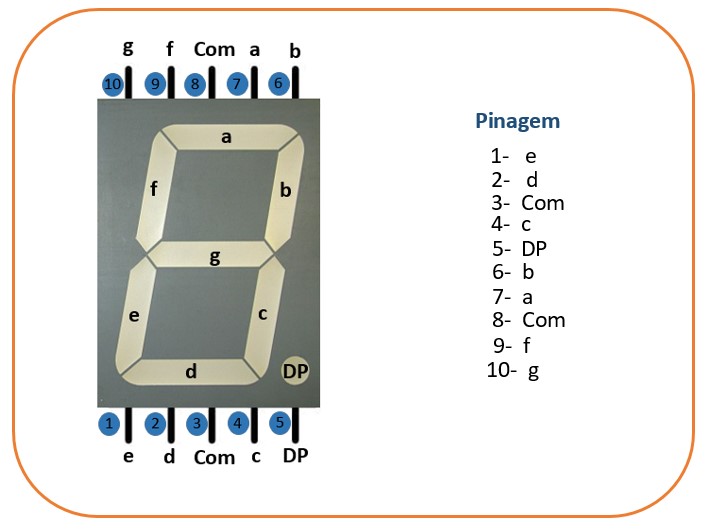 g f Com a b
10 9 8 7 6
a
f b
g
e c
d DP
1 2 3 4 5
e d Com c DP
Pinagem
1- e
2- d
3- Com
4- c
5- DP
6- b
7- a
8- Com
9- f
10- g